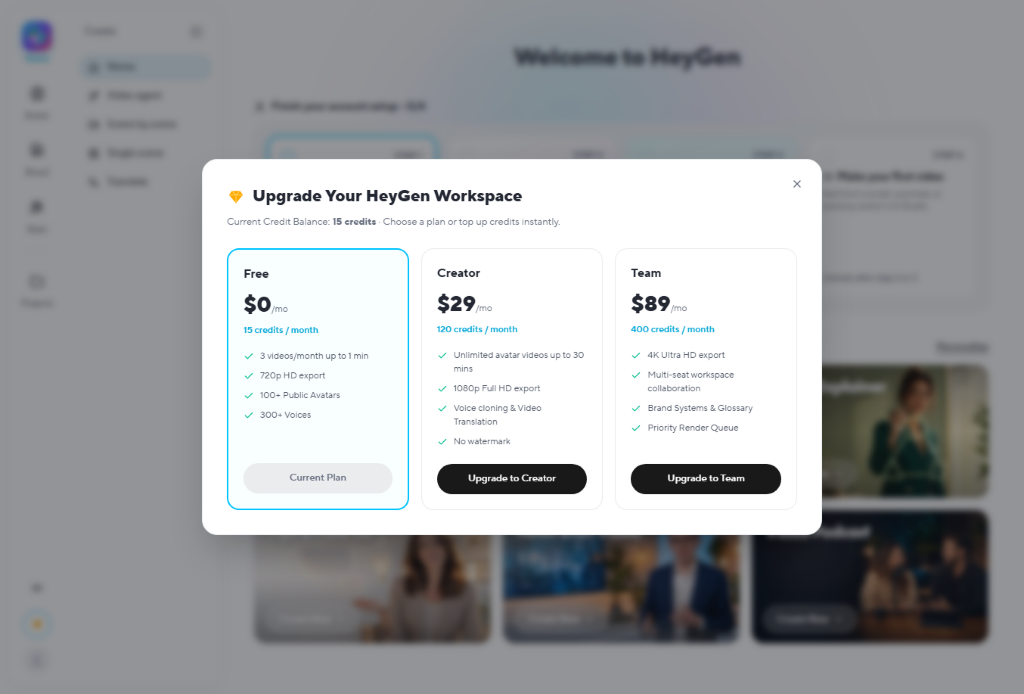 Welcome to HeyGen
Upgrade Your HeyGen Workspace
Current Credit Balance: 15 credits · Choose a plan or top up credits instantly.
Free
$0/mo
15 credits / month
3 videos/month up to 1 min
720p HD export
100+ Public Avatars
300+ Voices
Current Plan
Creator
$29/mo
120 credits / month
Unlimited avatar videos up to 30
mins
1080p Full HD export
Voice cloning & Video
Translation
No watermark
Upgrade to Creator
Team
$89/mo
400 credits / month
4K Ultra HD export
Multi-seat workspace
collaboration
Brand Systems & Glossary
Priority Render Queue
Upgrade to Team